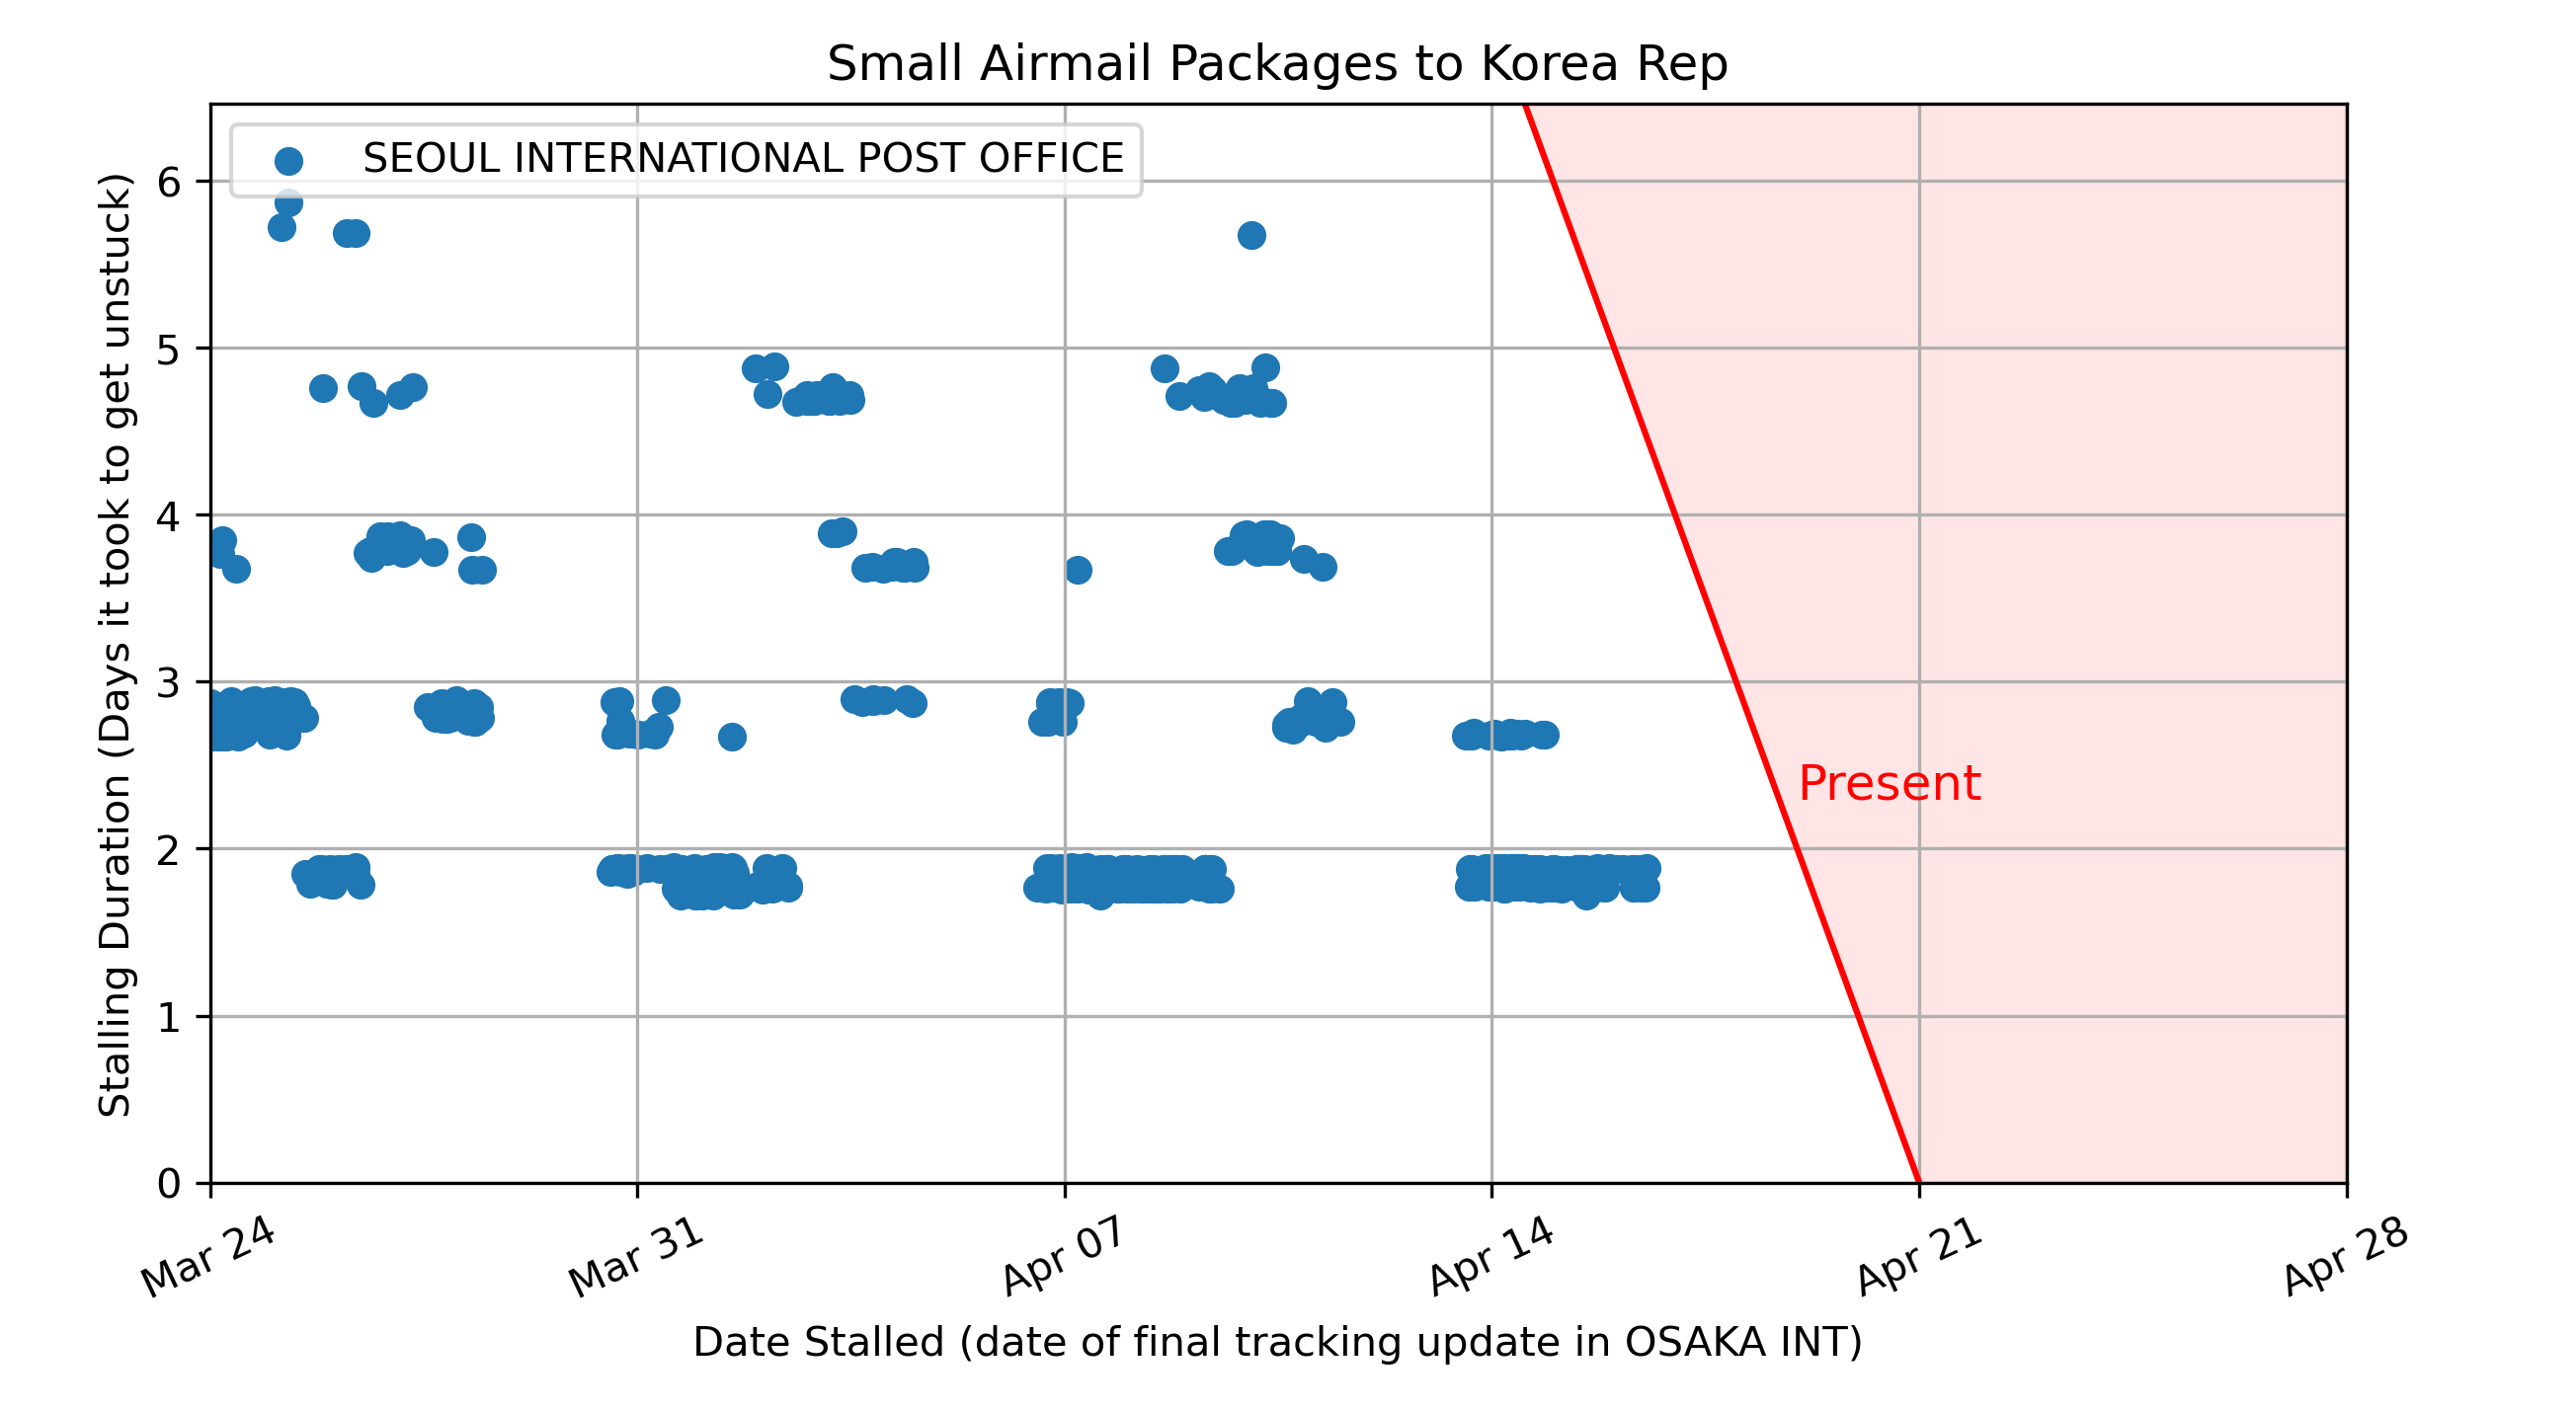 Small Airmail Packages to Korea Rep
SEOUL INTERNATIONAL POST OFFICE
Stalling Duration (Days it took to get unstuck)
6
5
4
3
2
1
0
Present
Mar 24
Mar 31
Apr 07
Apr 14
Apr 21
Apr 28
Date Stalled (date of final tracking update in OSAKA INT)